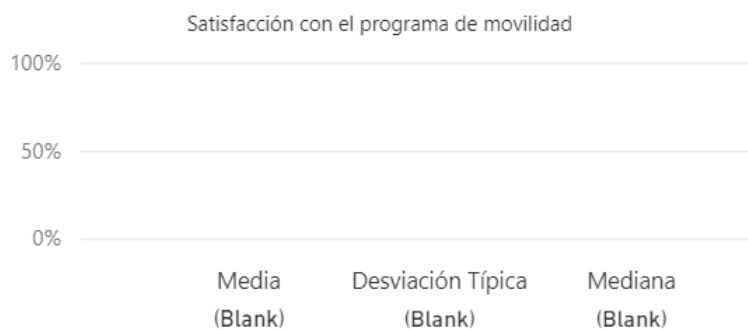 Satisfacción con el programa de movilidad
100%
50%
0%
Media Desviación Típica Mediana
(Blank) (Blank) (Blank)